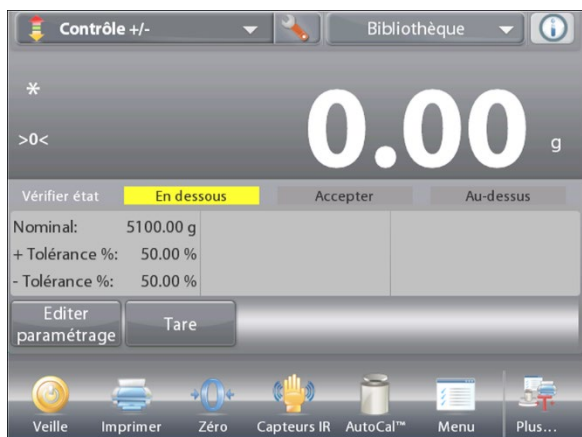 Contrôle +/-
Bibliothèque
*
>0<
0.00 g
Vérifier état En dessous Accepter Au-dessus
Nominal: 5100.00 g
+ Tolérance %: 50.00 %
- Tolérance %: 50.00 %
Editer
paramétrage
Tare
Veille Imprimer Zéro Capteurs IR AutoCal™ Menu Plus...